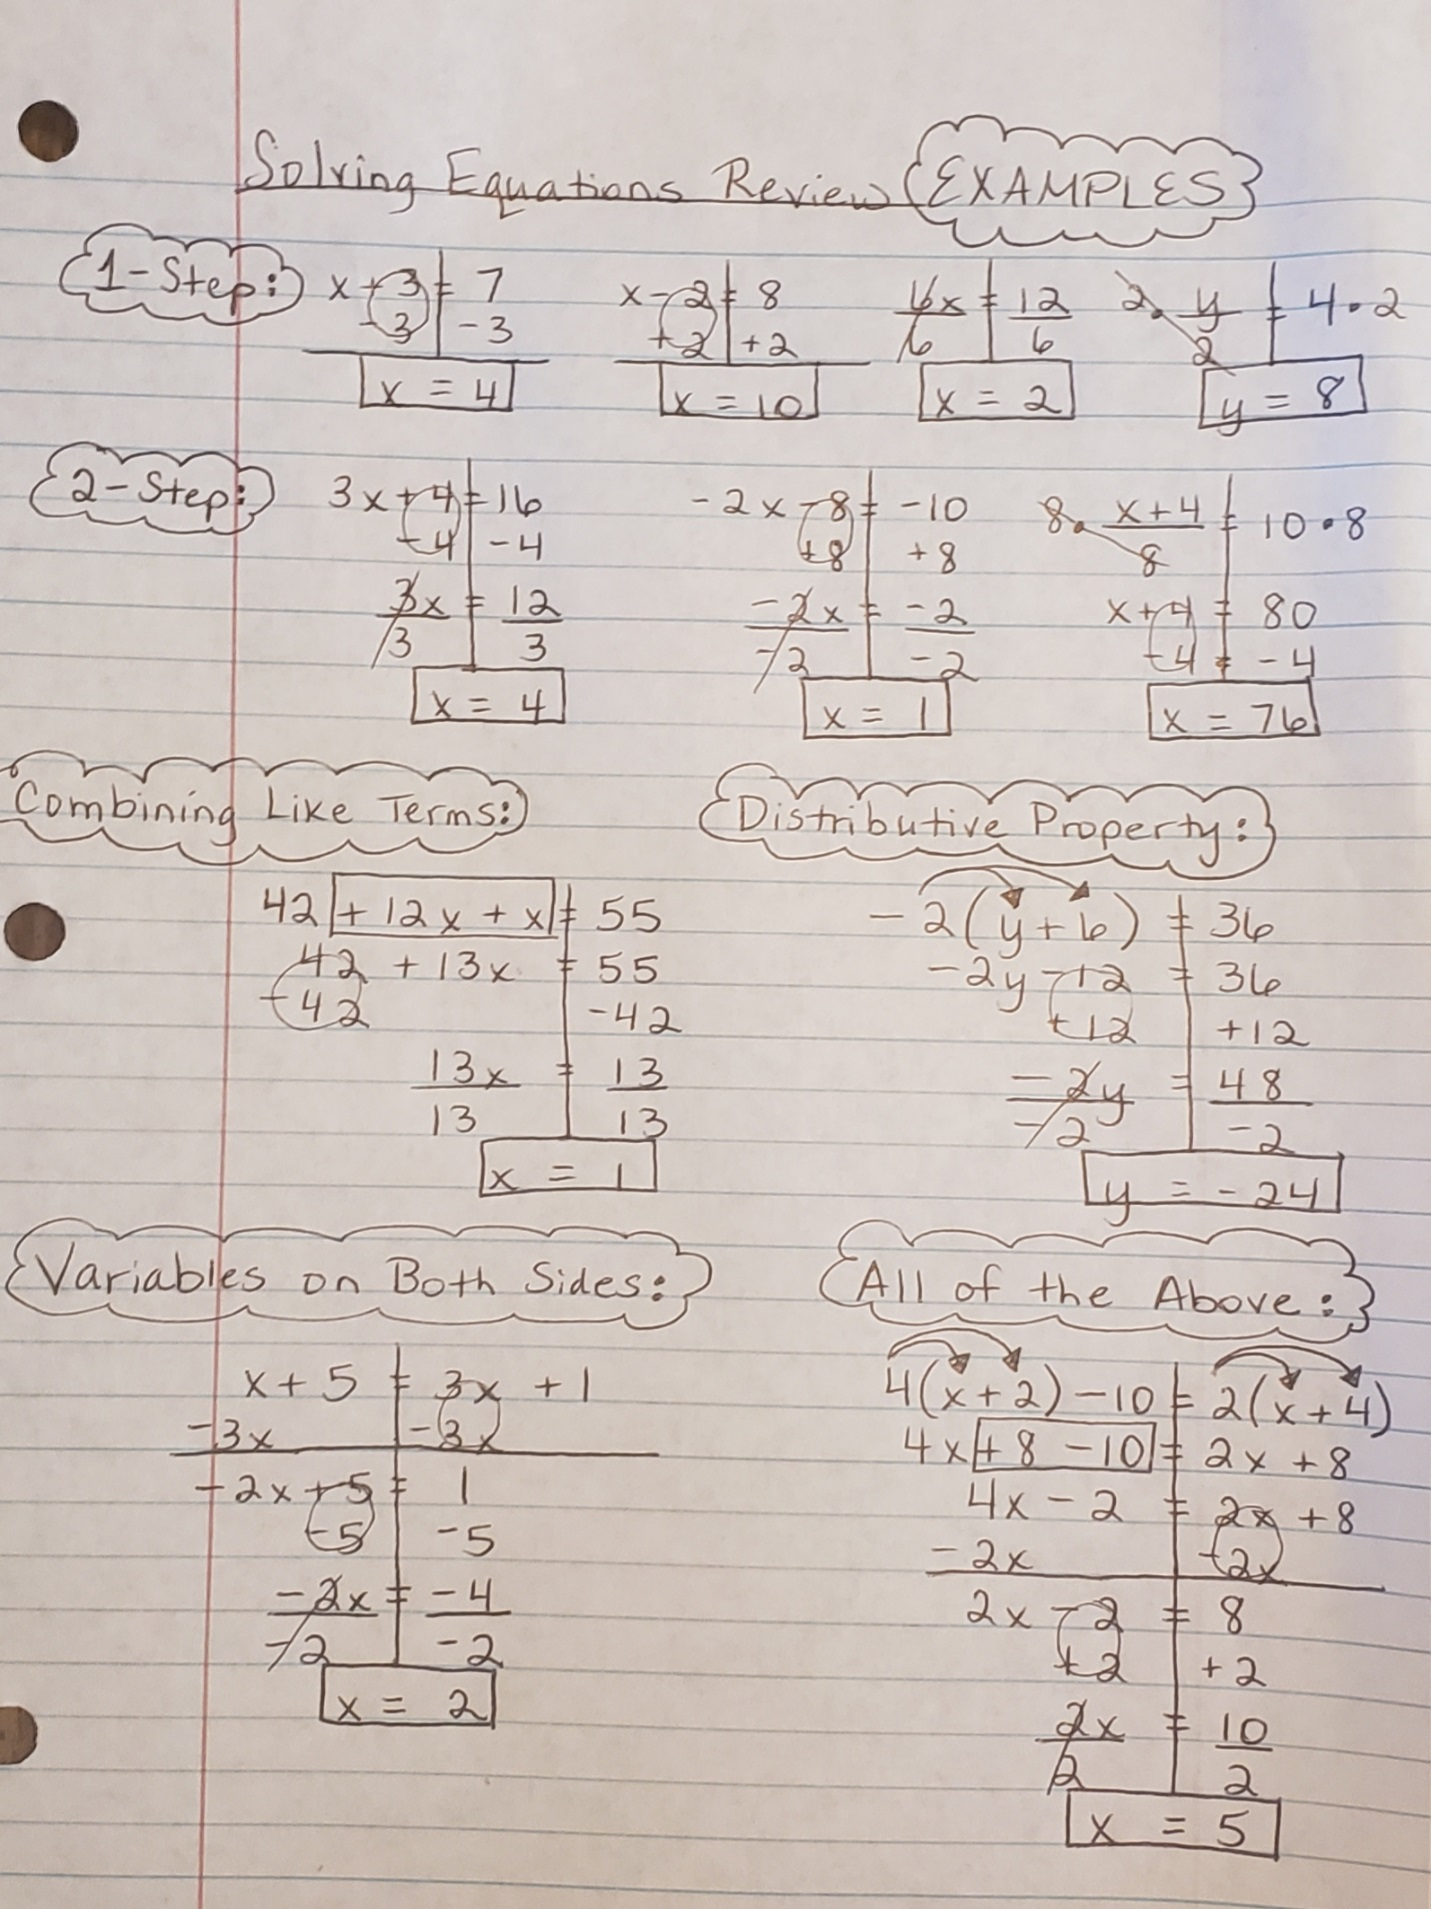 Solving Equations Review EXAMPLES
1-Step:
x + 3 = 7
- 3 - 3
x = 4
x - 2 = 8
+2 +2
x = 10
6x = 12
6 6
x = 2
2 • y = 4 • 2
2
y = 8
2-Step:
3x + 4 = 16
- 4 - 4
3x = 12
3 3
x = 4
-2x - 8 = -10
+8 +8
-2x = -2
-2 -2
x = 1
8 • x+4 = 10 • 8
8
x + 4 = 80
-4 = -4
x = 76
Combining Like Terms:
42 + 12x + x = 55
42 + 13x = 55
-42 -42
13x = 13
13 13
x = 1
Distributive Property:
-2(y + 6) = 36
-2y - 12 = 36
+12 +12
-2y = 48
-2 -2
y = -24
Variables on Both Sides:
x + 5 = 3x + 1
-3x -3x
-2x + 5 = 1
-5 -5
-2x = -4
-2 -2
x = 2
All of the Above:
4(x + 2) - 10 = 2(x + 4)
4x + 8 - 10 = 2x + 8
4x - 2 = 2x + 8
-2x -2x
2x - 2 = 8
+2 +2
2x = 10
2 2
x = 5